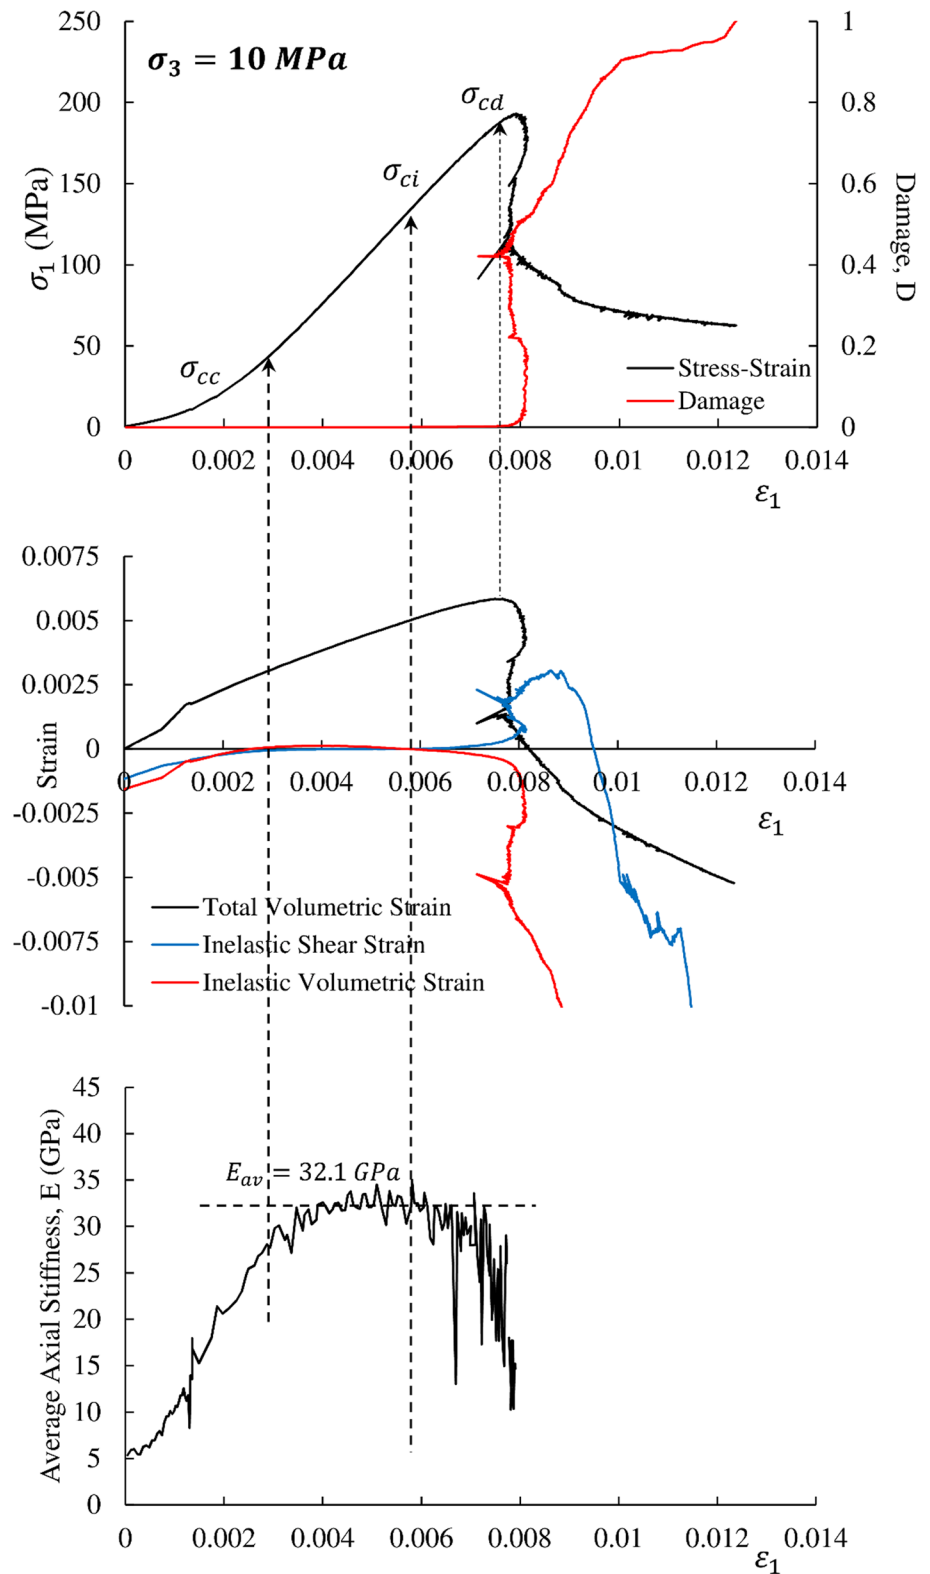 σ₃ = 10 MPa
250
200
150
100
50
0
σ₁ (MPa)
1
0.8
0.6
0.4
0.2
0
Damage, D
σcd
σci
σcc
Stress-Strain
Damage
0 0.002 0.004 0.006 0.008 0.01 0.012 0.014
ε₁
0.0075
0.005
0.0025
0
-0.0025
-0.005
-0.0075
-0.01
Strain
0 0.002 0.004 0.006 0.008 0.01 0.012 0.014
ε₁
Total Volumetric Strain
Inelastic Shear Strain
Inelastic Volumetric Strain
45
40
35
30
25
20
15
10
5
0
Average Axial Stiffness, E (GPa)
Eav = 32.1 GPa
0 0.002 0.004 0.006 0.008 0.01 0.012 0.014
ε₁